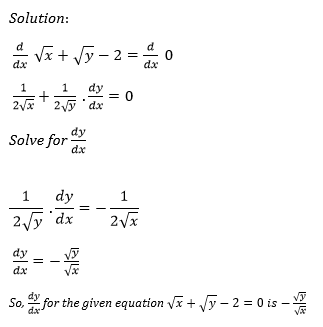 Solution:
d/dx √x + √y − 2 = d/dx 0
1/(2√x) + 1/(2√y) . dy/dx = 0
Solve for dy/dx
1/(2√y) . dy/dx = − 1/(2√x)
dy/dx = − √y/√x
So, dy/dx for the given equation √x + √y − 2 = 0 is − √y/√x